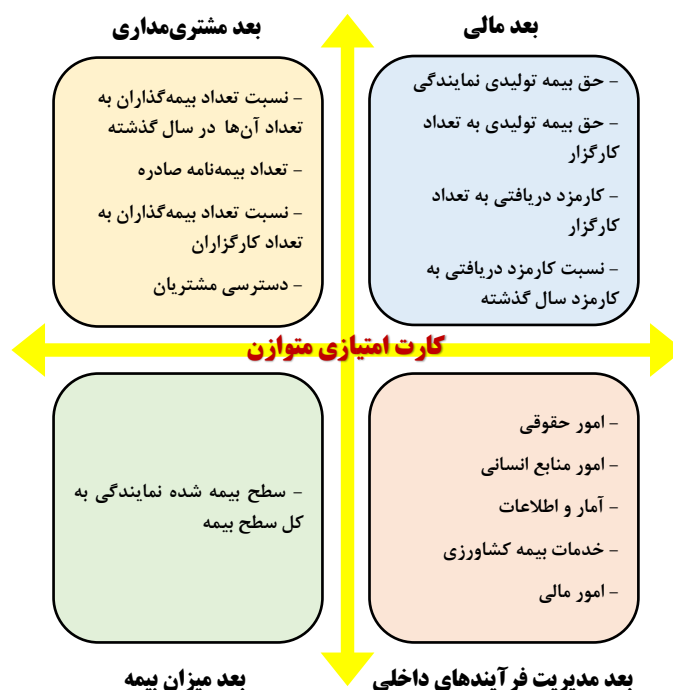 بعد مالی
- حق بیمه تولیدی نمایندگی
- حق بیمه تولیدی به تعداد
کارگزار
- کارمزد دریافتی به تعداد
کارگزار
- نسبت کارمزد دریافتی به
کارمزد سال گذشته
بعد مشتری‌مداری
- نسبت تعداد بیمه‌گذاران به
تعداد آن‌ها در سال گذشته
- تعداد بیمه‌نامه صادره
- نسبت تعداد بیمه‌گذاران به
تعداد کارگزاران
- دسترسی مشتریان
کارت امتیازی متوازن
- امور حقوقی
- امور منابع انسانی
- آمار و اطلاعات
- خدمات بیمه کشاورزی
- امور مالی
بعد مدیریت فرآیندهای داخلی
- سطح بیمه شده نمایندگی به
کل سطح بیمه
بعد میزان بیمه